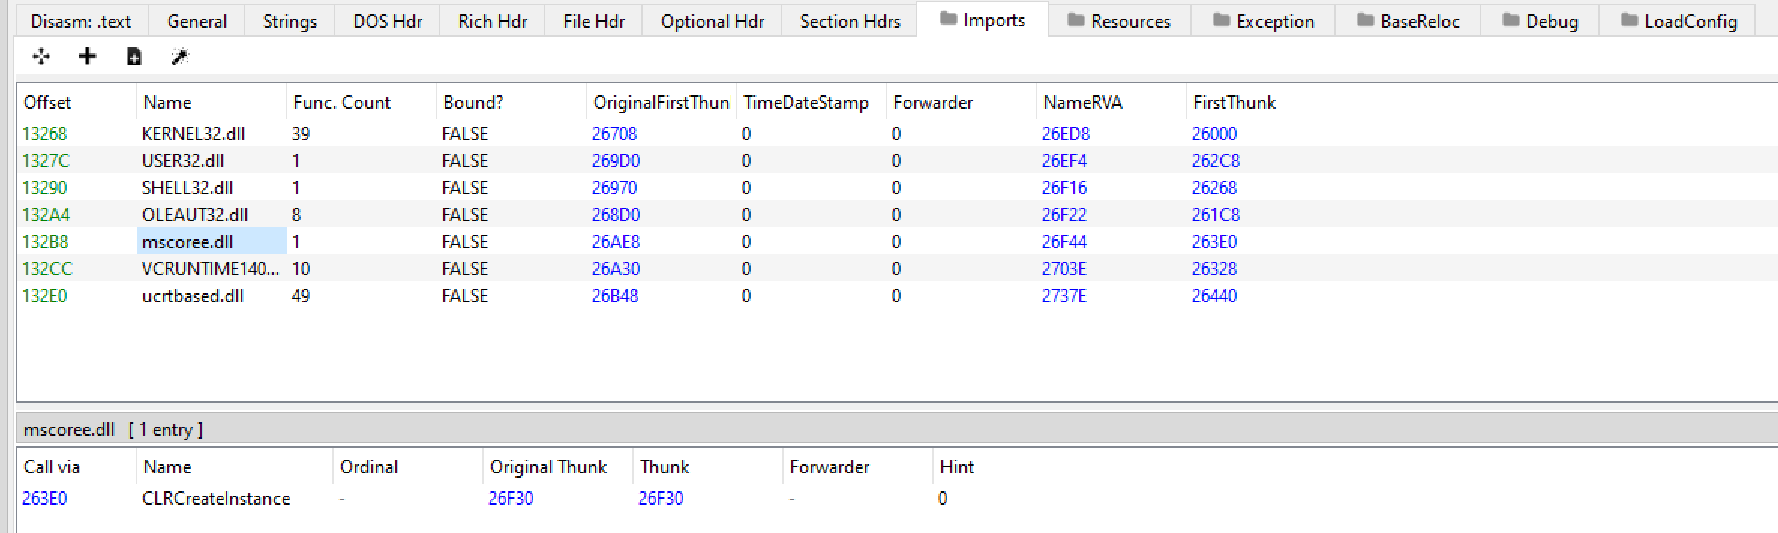 Disasm: .text General Strings DOS Hdr Rich Hdr File Hdr Optional Hdr Section Hdrs Imports Resources Exception BaseReloc Debug LoadConfig
Offset Name Func. Count Bound? OriginalFirstThun TimeDateStamp Forwarder NameRVA FirstThunk
13268 KERNEL32.dll 39 FALSE 26708 0 0 26ED8 26000
1327C USER32.dll 1 FALSE 269D0 0 0 26EF4 262C8
13290 SHELL32.dll 1 FALSE 26970 0 0 26F16 26268
132A4 OLEAUT32.dll 8 FALSE 268D0 0 0 26F22 261C8
132B8 mscoree.dll 1 FALSE 26AE8 0 0 26F44 263E0
132CC VCRUNTIME140... 10 FALSE 26A30 0 0 2703E 26328
132E0 ucrtbased.dll 49 FALSE 26B48 0 0 2737E 26440
mscoree.dll [ 1 entry ]
Call via Name Ordinal Original Thunk Thunk Forwarder Hint
263E0 CLRCreateInstance - 26F30 26F30 - 0